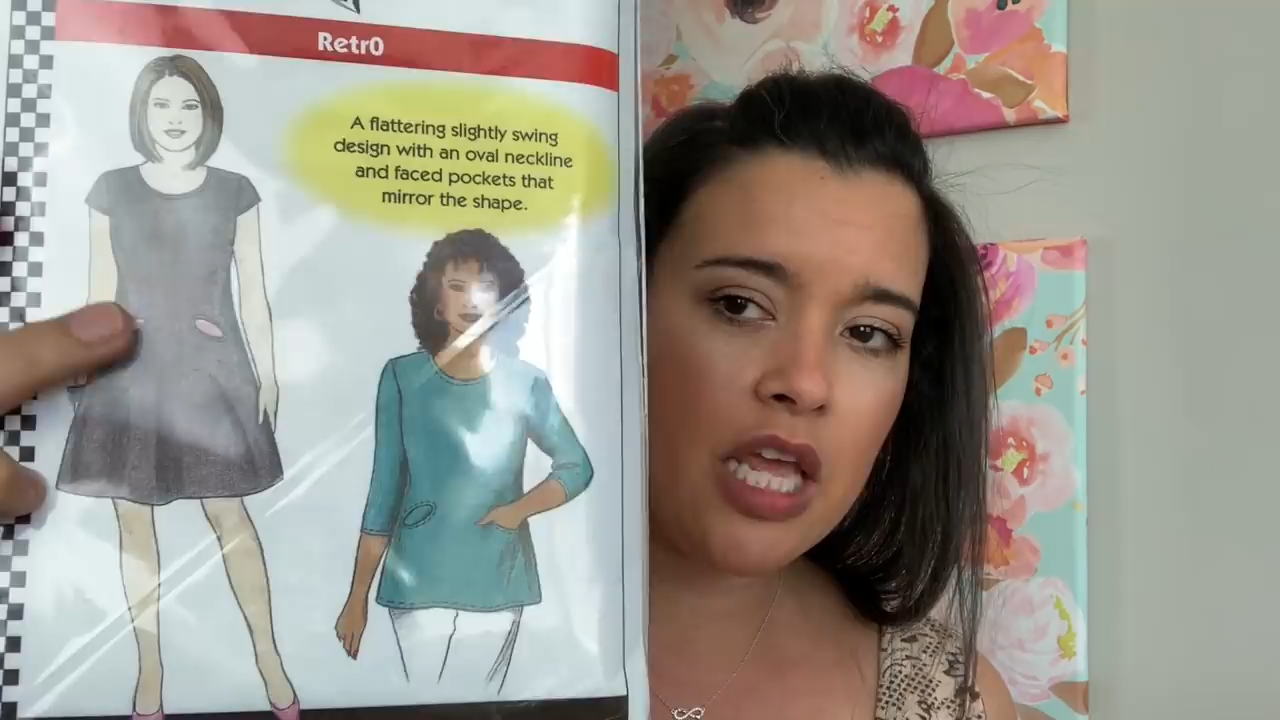 Retr0
A flattering slightly swing
design with an oval neckline
and faced pockets that
mirror the shape.